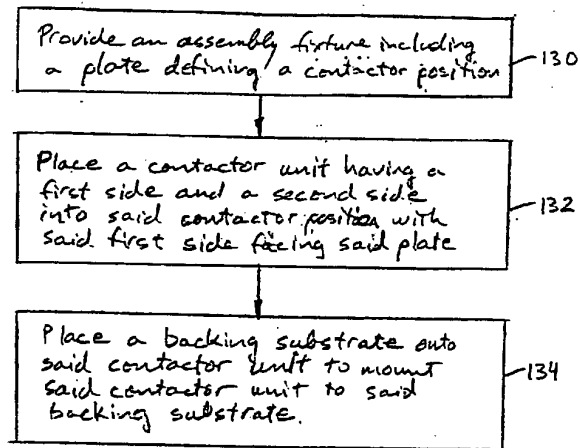 Provide an assembly fixture including
a plate defining a contactor position
130
Place a contactor unit having a
first side and a second side
into said contactor position with
said first side facing said plate
132
Place a backing substrate onto
said contactor unit to mount
said contactor unit to said
backing substrate.
134